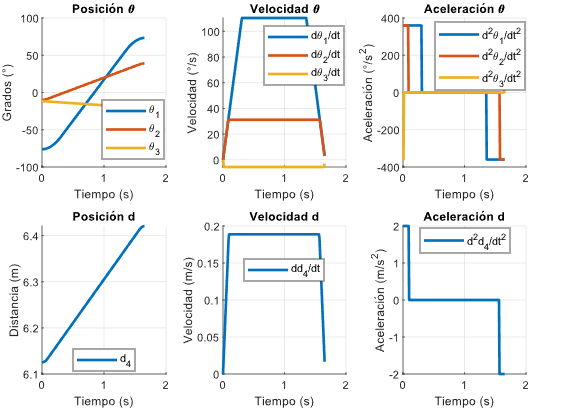 Posición θ
Velocidad θ
Aceleración θ
Grados (°)
100
50
0
-50
-100
θ1
θ2
θ3
0
1
2
Tiempo (s)
Velocidad (°/s)
100
50
0
dθ1/dt
dθ2/dt
dθ3/dt
0
1
2
Tiempo (s)
Aceleración (°/s²)
400
200
0
-200
-400
d²θ1/dt²
d²θ2/dt²
d²θ3/dt²
0
1
2
Tiempo (s)
Posición d
Velocidad d
Aceleración d
Distancia (m)
6.4
6.3
6.2
6.1
d4
0
1
2
Tiempo (s)
Velocidad (m/s)
0.2
0.15
0.1
0.05
0
dd4/dt
0
1
2
Tiempo (s)
Aceleración (m/s²)
2
1
0
-1
-2
d²d4/dt²
0
1
2
Tiempo (s)